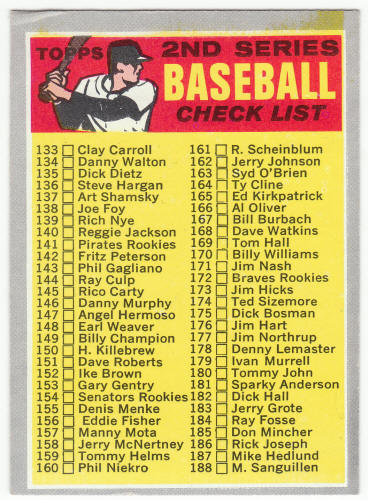 TOPPS
2ND SERIES
BASEBALL
CHECK LIST
133 Clay Carroll
134 Danny Walton
135 Dick Dietz
136 Steve Hargan
137 Art Shamsky
138 Joe Foy
139 Rich Nye
140 Reggie Jackson
141 Pirates Rookies
142 Fritz Peterson
143 Phil Gagliano
144 Ray Culp
145 Rico Carty
146 Danny Murphy
147 Angel Hermoso
148 Earl Weaver
149 Billy Champion
150 H. Killebrew
151 Dave Roberts
152 Ike Brown
153 Gary Gentry
154 Senators Rookies
155 Denis Menke
156 Eddie Fisher
157 Manny Mota
158 Jerry McNertney
159 Tommy Helms
160 Phil Niekro
161 R. Scheinblum
162 Jerry Johnson
163 Syd O'Brien
164 Ty Cline
165 Ed Kirkpatrick
166 Al Oliver
167 Bill Burbach
168 Dave Watkins
169 Tom Hall
170 Billy Williams
171 Jim Nash
172 Braves Rookies
173 Jim Hicks
174 Ted Sizemore
175 Dick Bosman
176 Jim Hart
177 Jim Northrup
178 Denny Lemaster
179 Ivan Murrell
180 Tommy John
181 Sparky Anderson
182 Dick Hall
183 Jerry Grote
184 Ray Fosse
185 Don Mincher
186 Rick Joseph
187 Mike Hedlund
188 M. Sanguillen